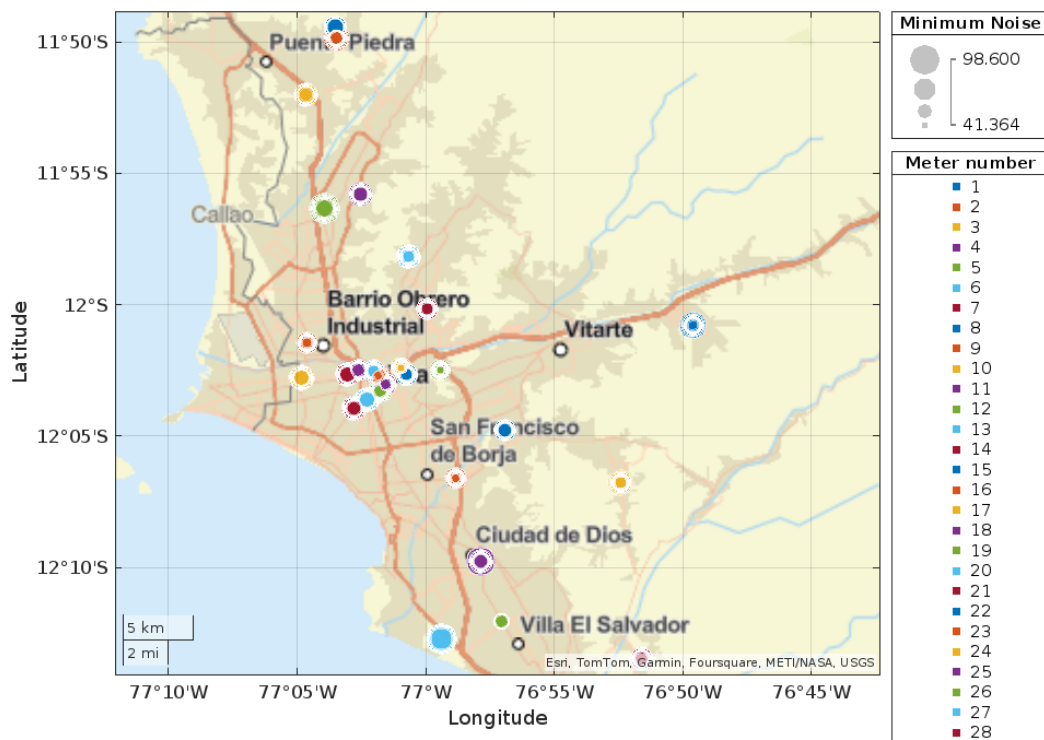 11°50'S
11°55'S
12°S
12°05'S
12°10'S
Latitude
77°10'W
77°05'W
77°W
76°55'W
76°50'W
76°45'W
Longitude
Puente Piedra
Callao
Barrio Obrero
Industrial
Vitarte
San Francisco
de Borja
Ciudad de Dios
Villa El Salvador
5 km
2 mi
Esri, TomTom, Garmin, Foursquare, METI/NASA, USGS
Minimum Noise
98.600
41.364
Meter number
1
2
3
4
5
6
7
8
9
10
11
12
13
14
15
16
17
18
19
20
21
22
23
24
25
26
27
28